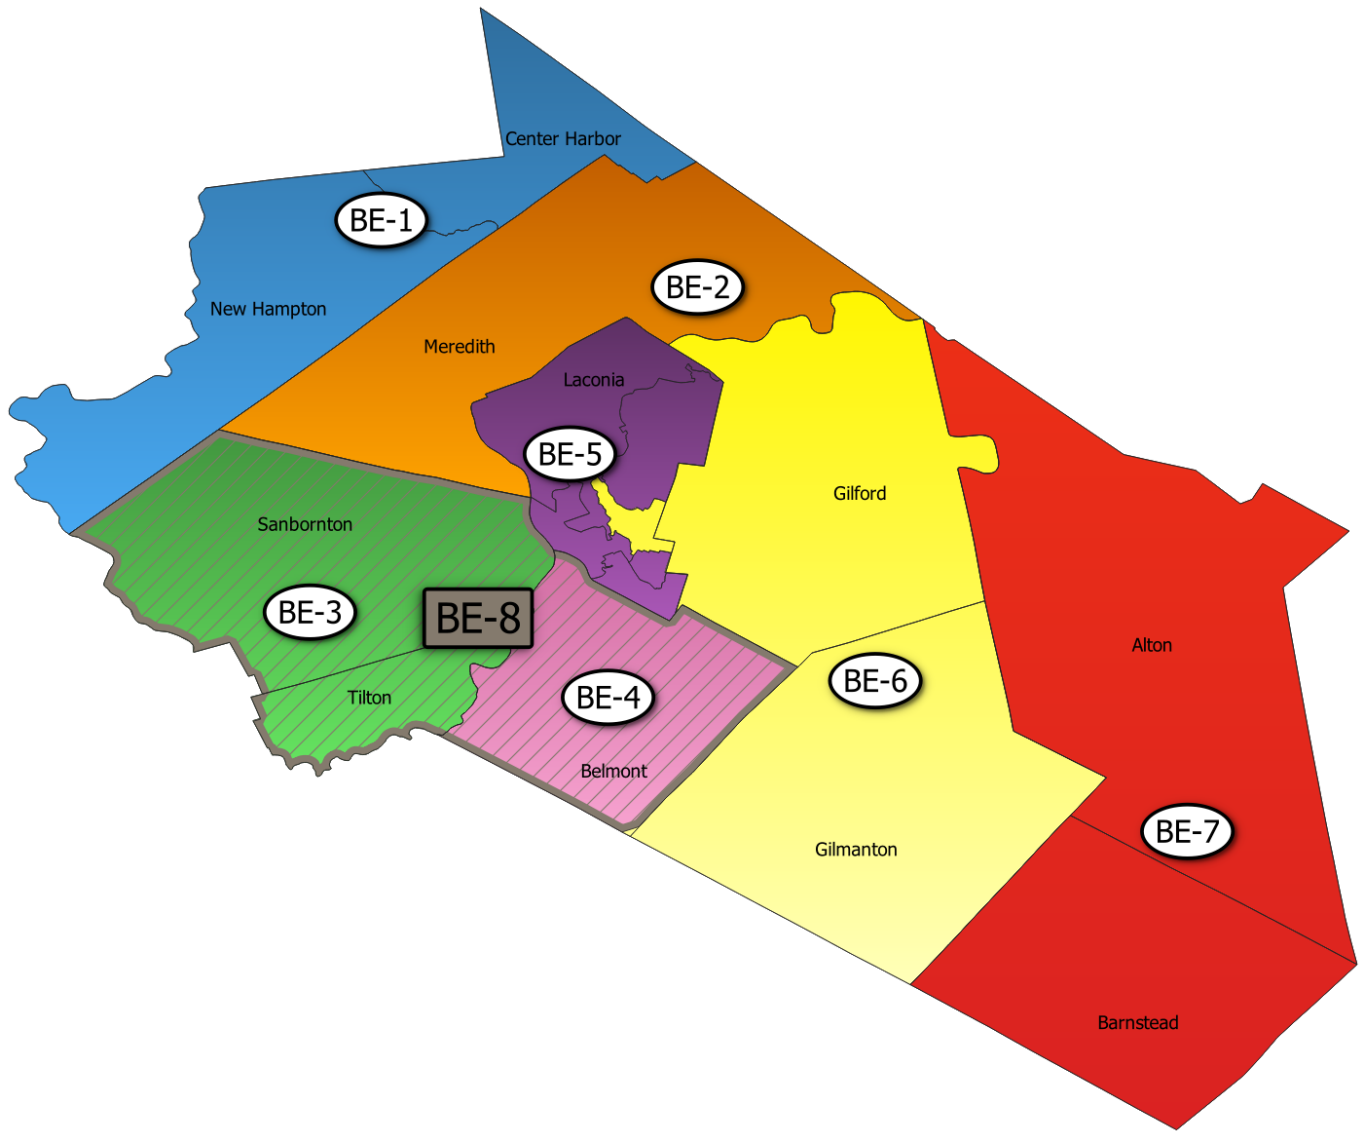 Center Harbor
BE-1
BE-2
New Hampton
Meredith
Laconia
BE-5
Gilford
Sanbornton
BE-3
BE-8
Alton
BE-6
Tilton
BE-4
Belmont
BE-7
Gilmanton
Barnstead